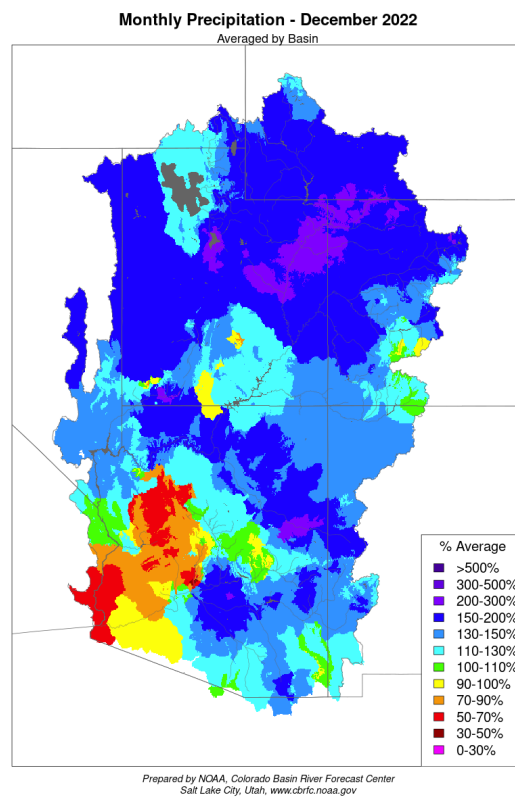 Monthly Precipitation - December 2022
Averaged by Basin
% Average
>500%
300-500%
200-300%
150-200%
130-150%
110-130%
100-110%
90-100%
70-90%
50-70%
30-50%
0-30%
Prepared by NOAA, Colorado Basin River Forecast Center
Salt Lake City, Utah, www.cbrfc.noaa.gov